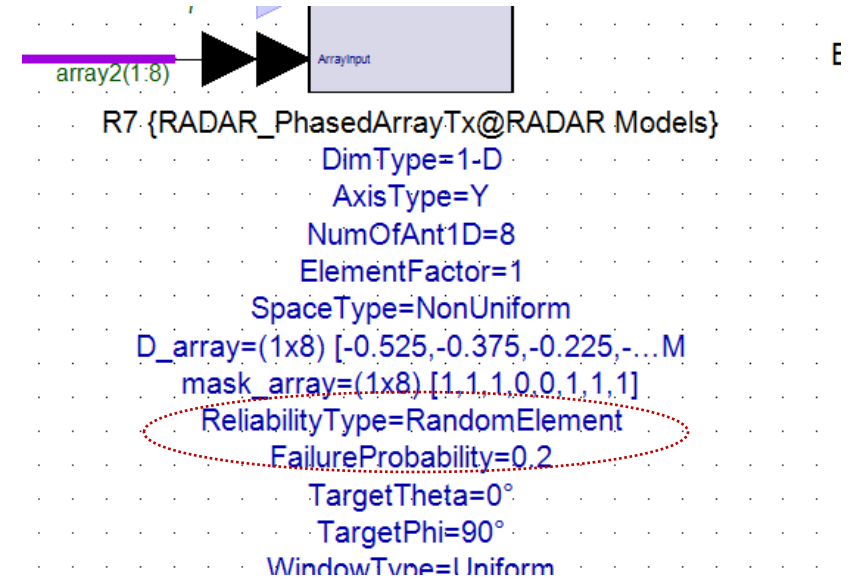 ArrayInput
array2(1:8)
R7 {RADAR_PhasedArrayTx@RADAR Models}
DimType=1-D
AxisType=Y
NumOfAnt1D=8
ElementFactor=1
SpaceType=NonUniform
D_array=(1x8) [-0.525,-0.375,-0.225,-...M
mask_array=(1x8) [1,1,1,0,0,1,1,1]
ReliabilityType=RandomElement
FailureProbability=0.2
TargetTheta=0°
TargetPhi=90°
WindowType=Uniform